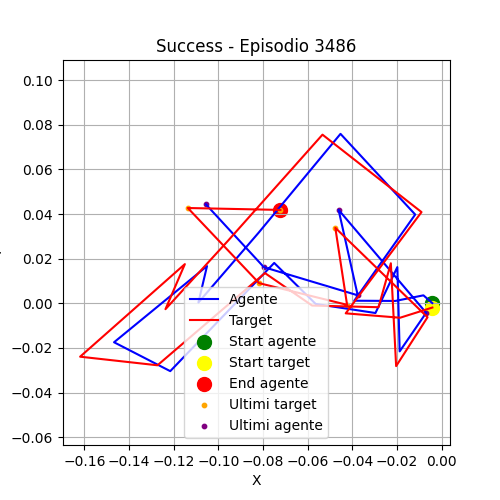 Success - Episodio 3486
0.10
0.08
0.06
0.04
0.02
0.00
−0.02
−0.04
−0.06
Agente
Target
Start agente
Start target
End agente
Ultimi target
Ultimi agente
−0.16 −0.14 −0.12 −0.10 −0.08 −0.06 −0.04 −0.02 0.00
X